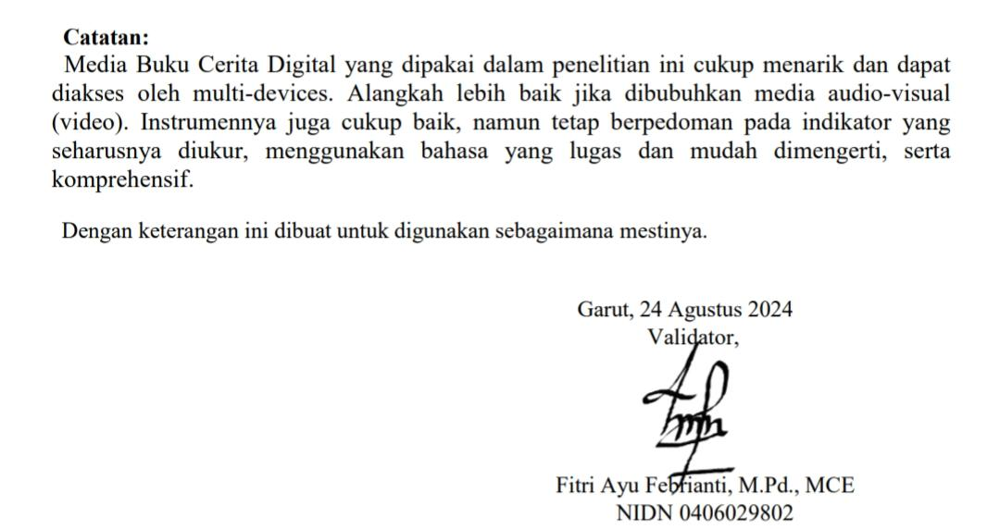 Catatan:
Media Buku Cerita Digital yang dipakai dalam penelitian ini cukup menarik dan dapat
diakses oleh multi-devices. Alangkah lebih baik jika dibubuhkan media audio-visual
(video). Instrumennya juga cukup baik, namun tetap berpedoman pada indikator yang
seharusnya diukur, menggunakan bahasa yang lugas dan mudah dimengerti, serta
komprehensif.
Dengan keterangan ini dibuat untuk digunakan sebagaimana mestinya.
Garut, 24 Agustus 2024
Validator,
Fitri Ayu Febrianti, M.Pd., MCE
NIDN 0406029802